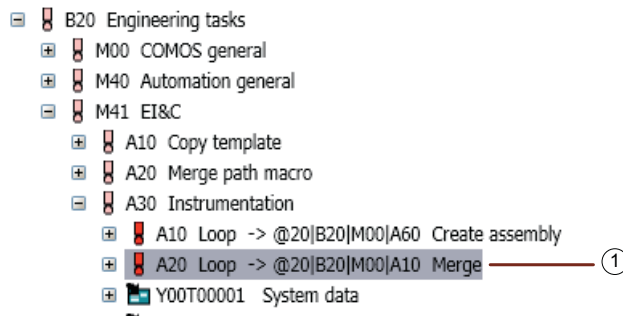 B20 Engineering tasks
M00 COMOS general
M40 Automation general
M41 EI&C
A10 Copy template
A20 Merge path macro
A30 Instrumentation
A10 Loop -> @20|B20|M00|A60 Create assembly
A20 Loop -> @20|B20|M00|A10 Merge 1
Y00T00001 System data